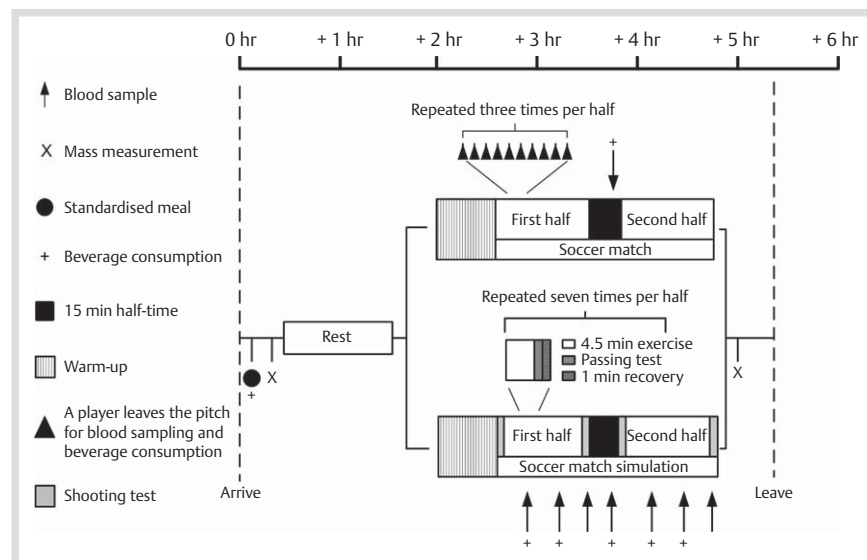 0 hr + 1 hr + 2 hr + 3 hr + 4 hr + 5 hr + 6 hr
Blood sample
X Mass measurement
Standardised meal
+ Beverage consumption
15 min half-time
Warm-up
A player leaves the pitch
for blood sampling and
beverage consumption
Shooting test
Arrive
+
X
Rest
Repeated three times per half
+
First half Second half
Soccer match
Repeated seven times per half
4.5 min exercise
Passing test
1 min recovery
First half Second half
Soccer match simulation
+ + + + + +
X
Leave